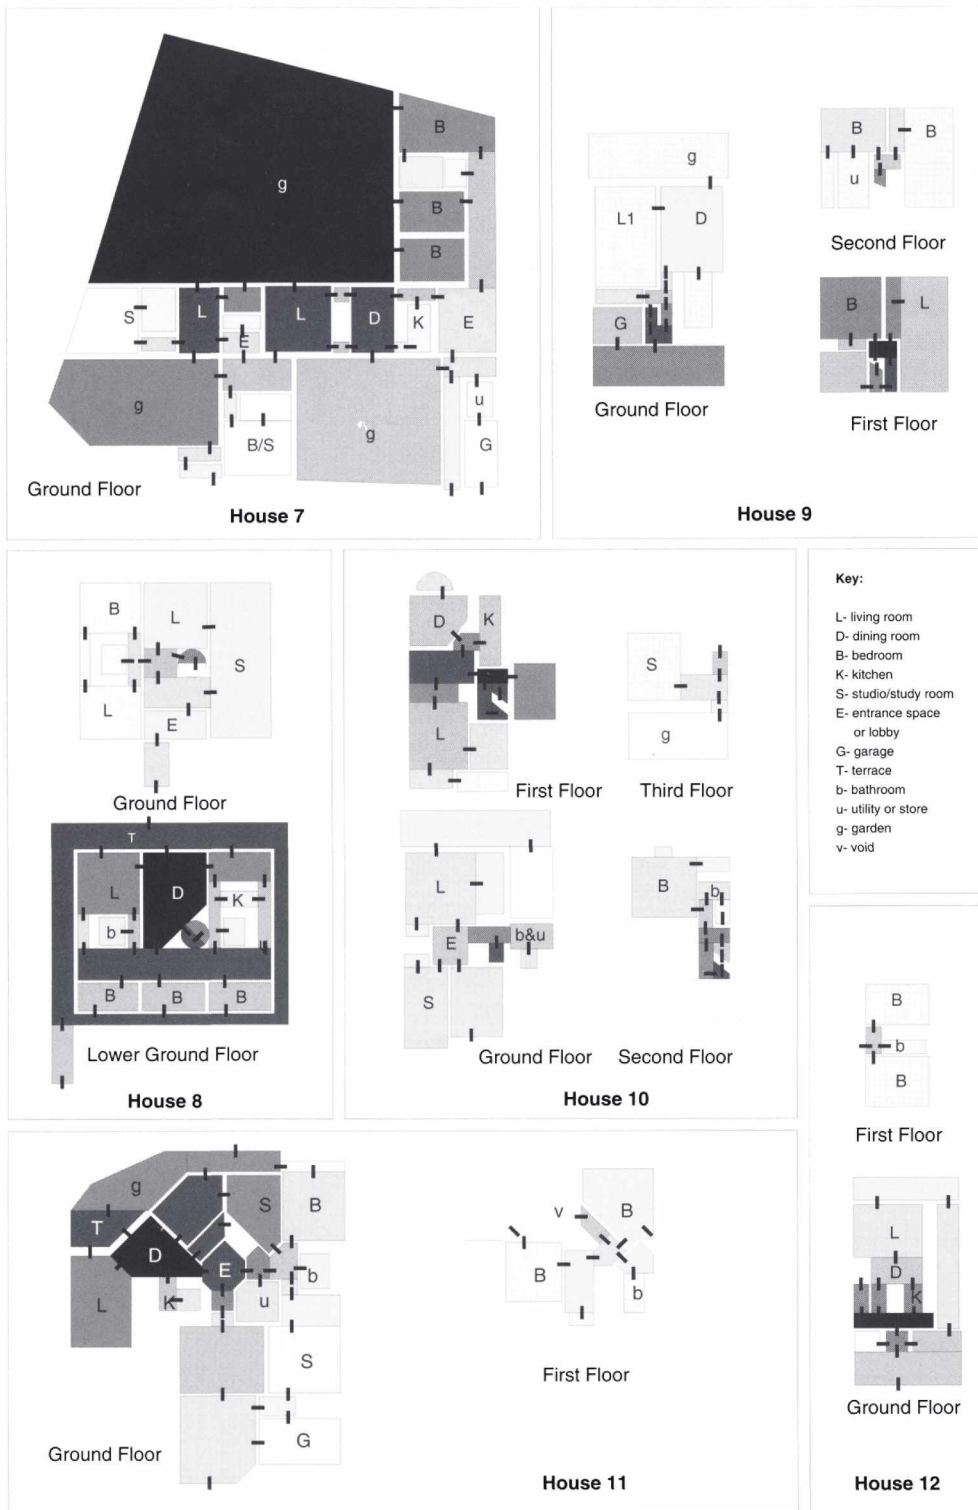 g
B
B
B
S
L
E
L
D
K
E
g
B/S
g
u
G
Ground Floor
House 7
g
L1
D
G
Ground Floor
B
B
u
Second Floor
B
L
First Floor
House 9
B
L
S
L
E
Ground Floor
T
L
D
K
b
B
B
B
Lower Ground Floor
House 8
D
K
L
First Floor
S
g
Third Floor
L
E
b&u
S
Ground Floor
B
b
Second Floor
House 10
Key:
L- living room
D- dining room
B- bedroom
K- kitchen
S- studio/study room
E- entrance space
or lobby
G- garage
T- terrace
b- bathroom
u- utility or store
g- garden
v- void
g
T
D
S
B
E
L
K
u
b
S
G
Ground Floor
v
B
B
b
First Floor
House 11
B
b
B
First Floor
L
D
K
Ground Floor
House 12